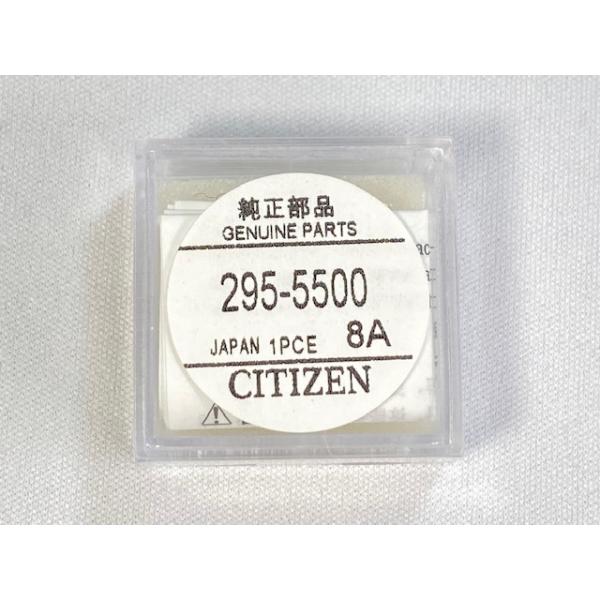 純正部品
GENUINE PARTS
295-5500
JAPAN 1PCE 8A
CITIZEN